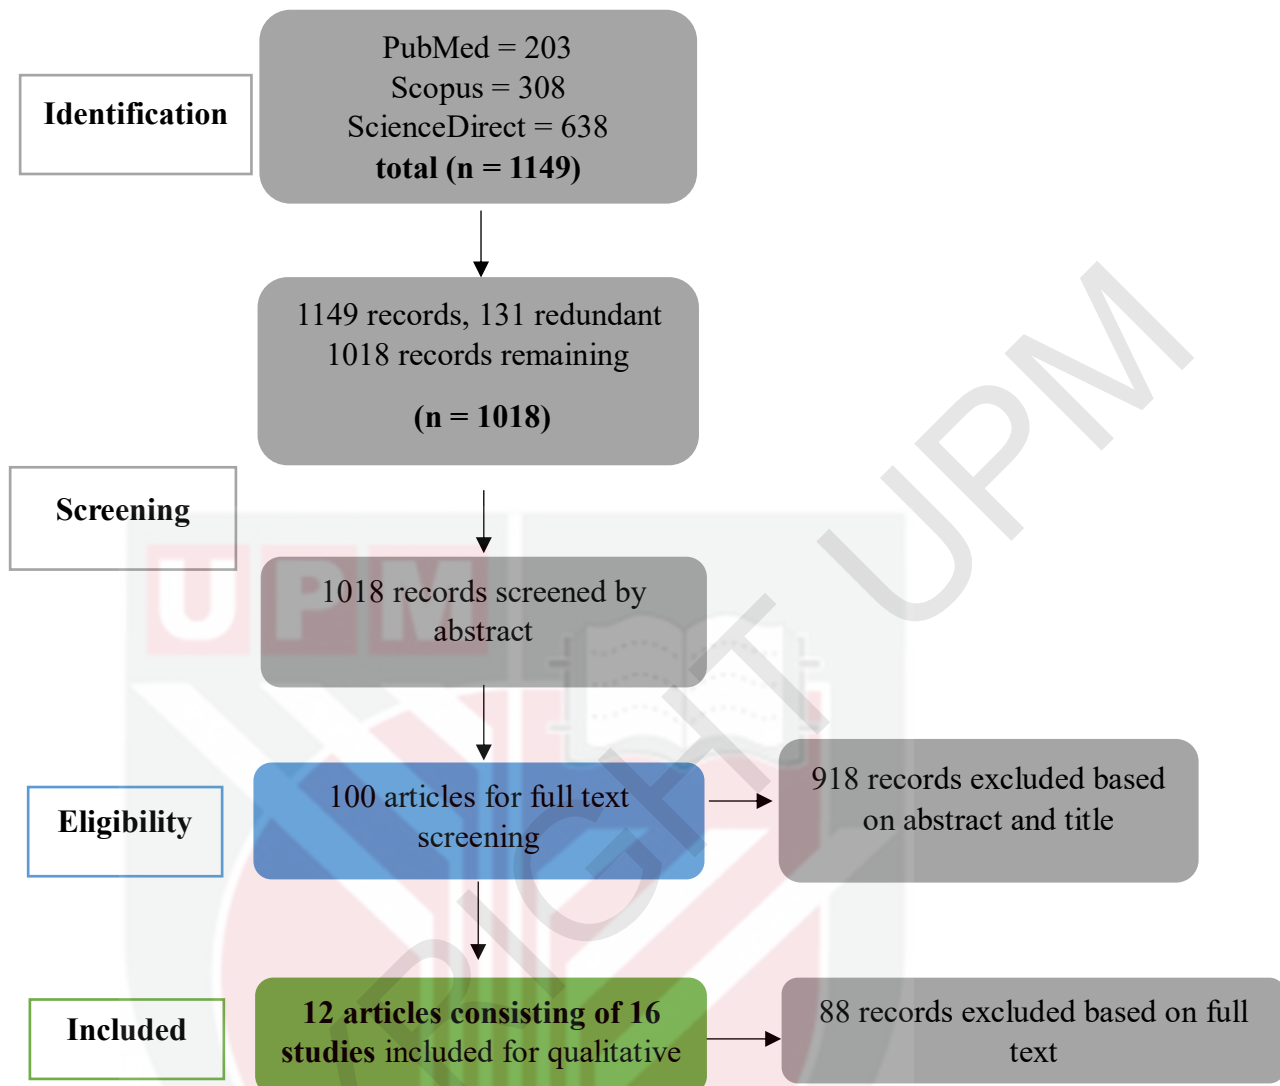 Identification
PubMed = 203
Scopus = 308
ScienceDirect = 638
total (n = 1149)
1149 records, 131 redundant
1018 records remaining
(n = 1018)
Screening
1018 records screened by
abstract
Eligibility
100 articles for full text
screening
918 records excluded based
on abstract and title
Included
12 articles consisting of 16
studies included for qualitative
88 records excluded based on full
text
UPM
RIGHT UPM